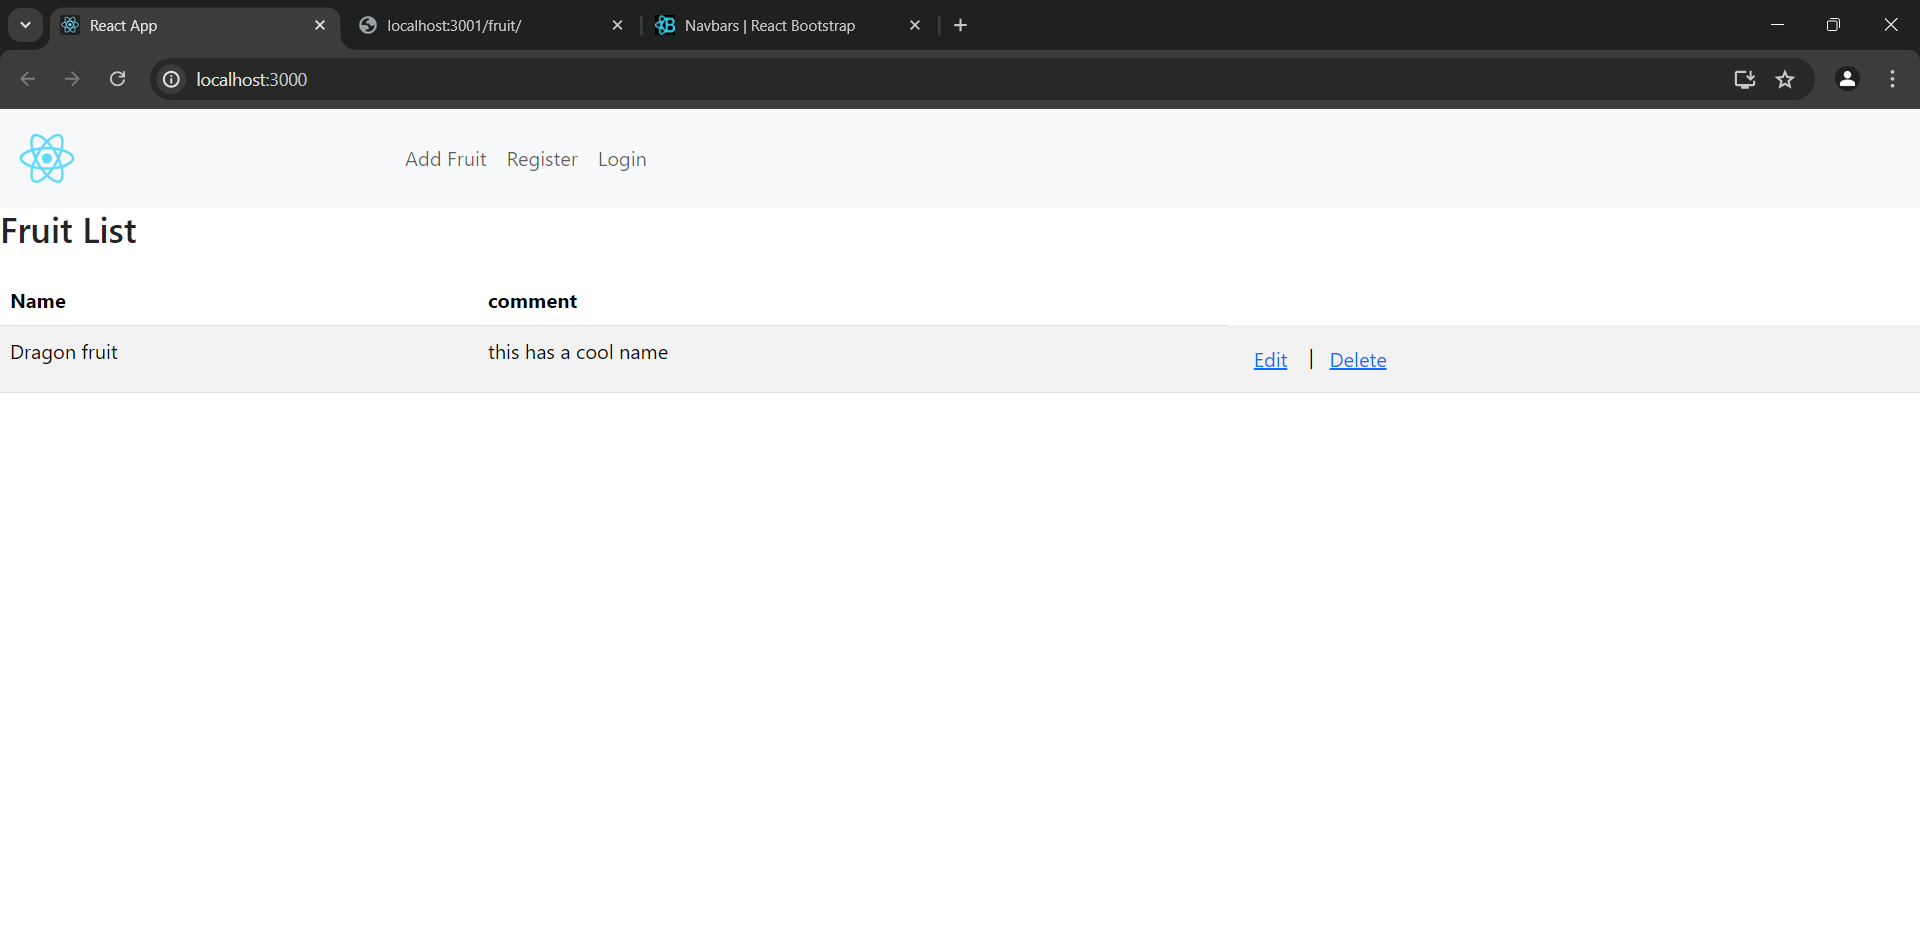 React App
localhost:3001/fruit/
Navbars | React Bootstrap
localhost:3000
Add Fruit Register Login
Fruit List
Name comment
Dragon fruit this has a cool name Edit | Delete